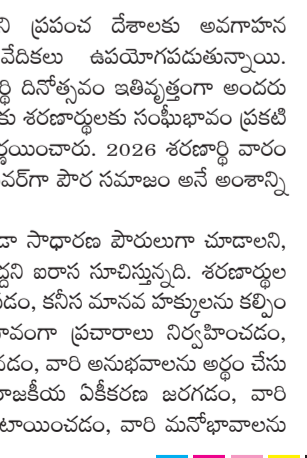 ని ప్రపంచ దేశాలకు అవగాహన
వేదికలు ఉపయోగపడుతున్నాయి.
ర్థి దినోత్సవం ఇతివృత్తంగా అందరు
కు శరణార్థులకు సంఘీభావం ప్రకటి
ర్ణయించారు. 2026 శరణార్థి వారం
వర్‌గా పౌర సమాజం అనే అంశాన్ని
డా సాధారణ పౌరులుగా చూడాలని,
ద్దని ఐరాస సూచిస్తున్నది. శరణార్థుల
డం, కనీస మానవ హక్కులను కల్పిం
వంగా ప్రచారాలు నిర్వహించడం,
డం, వారి అనుభవాలను అర్థం చేసు
రాజకీయ ఏకీకరణ జరగడం, వారి
టాయించడం, వారి మనోభావాలను